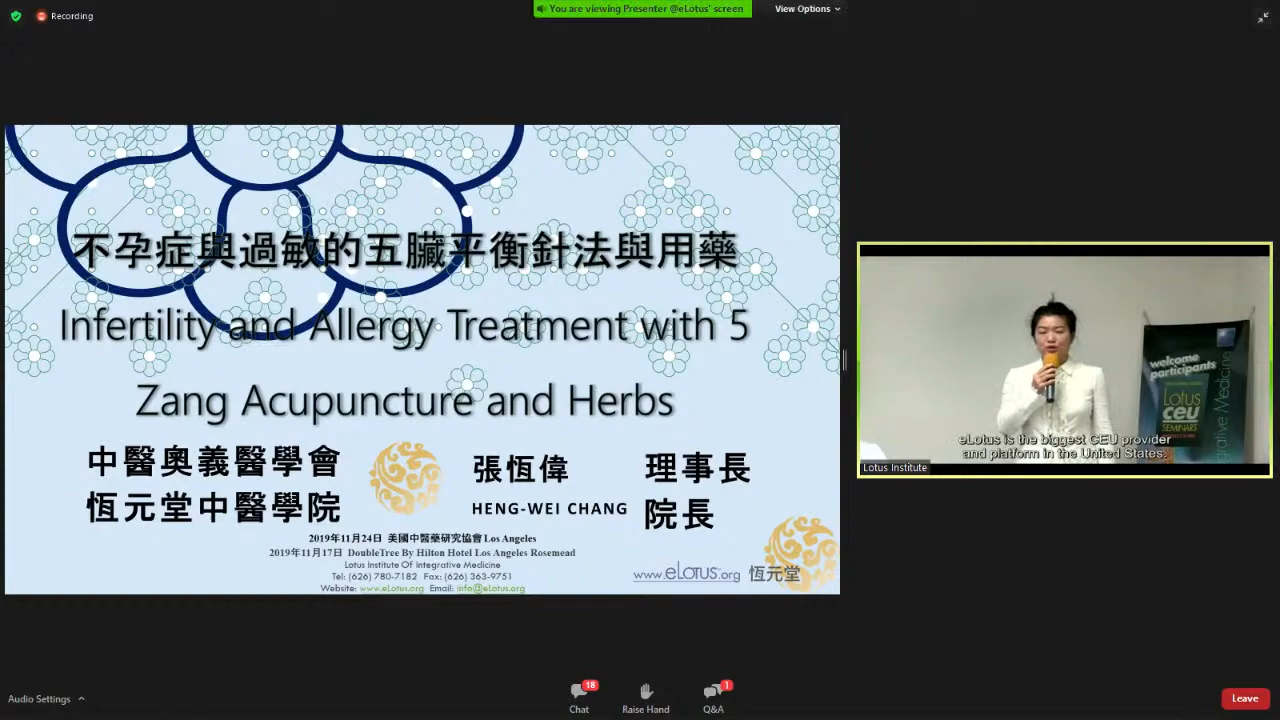 Recording
You are viewing Presenter @eLotus' screen
View Options
不孕症與過敏的五臟平衡針法與用藥
Infertility and Allergy Treatment with 5
Zang Acupuncture and Herbs
中醫奧義醫學會
恆元堂中醫學院
張恆偉
HENG-WEI CHANG
理事長
院長
2019年11月24日 美國中醫藥研究協會 Los Angeles
2019年11月17日 DoubleTree By Hilton Hotel Los Angeles Rosemead
Lotus Institute Of Integrative Medicine
Tel: (626) 780-7182 Fax: (626) 363-9751
Website: www.eLotus.org Email: info@eLotus.org
www.eLOTUS.org
恆元堂
welcome
participants
Lotus
CEU
SEMINARS
grative Medicine
eLotus is the biggest CEU provider
and platform in the United States.
Lotus Institute
Audio Settings
18
Chat
Raise Hand
1
Q&A
Leave